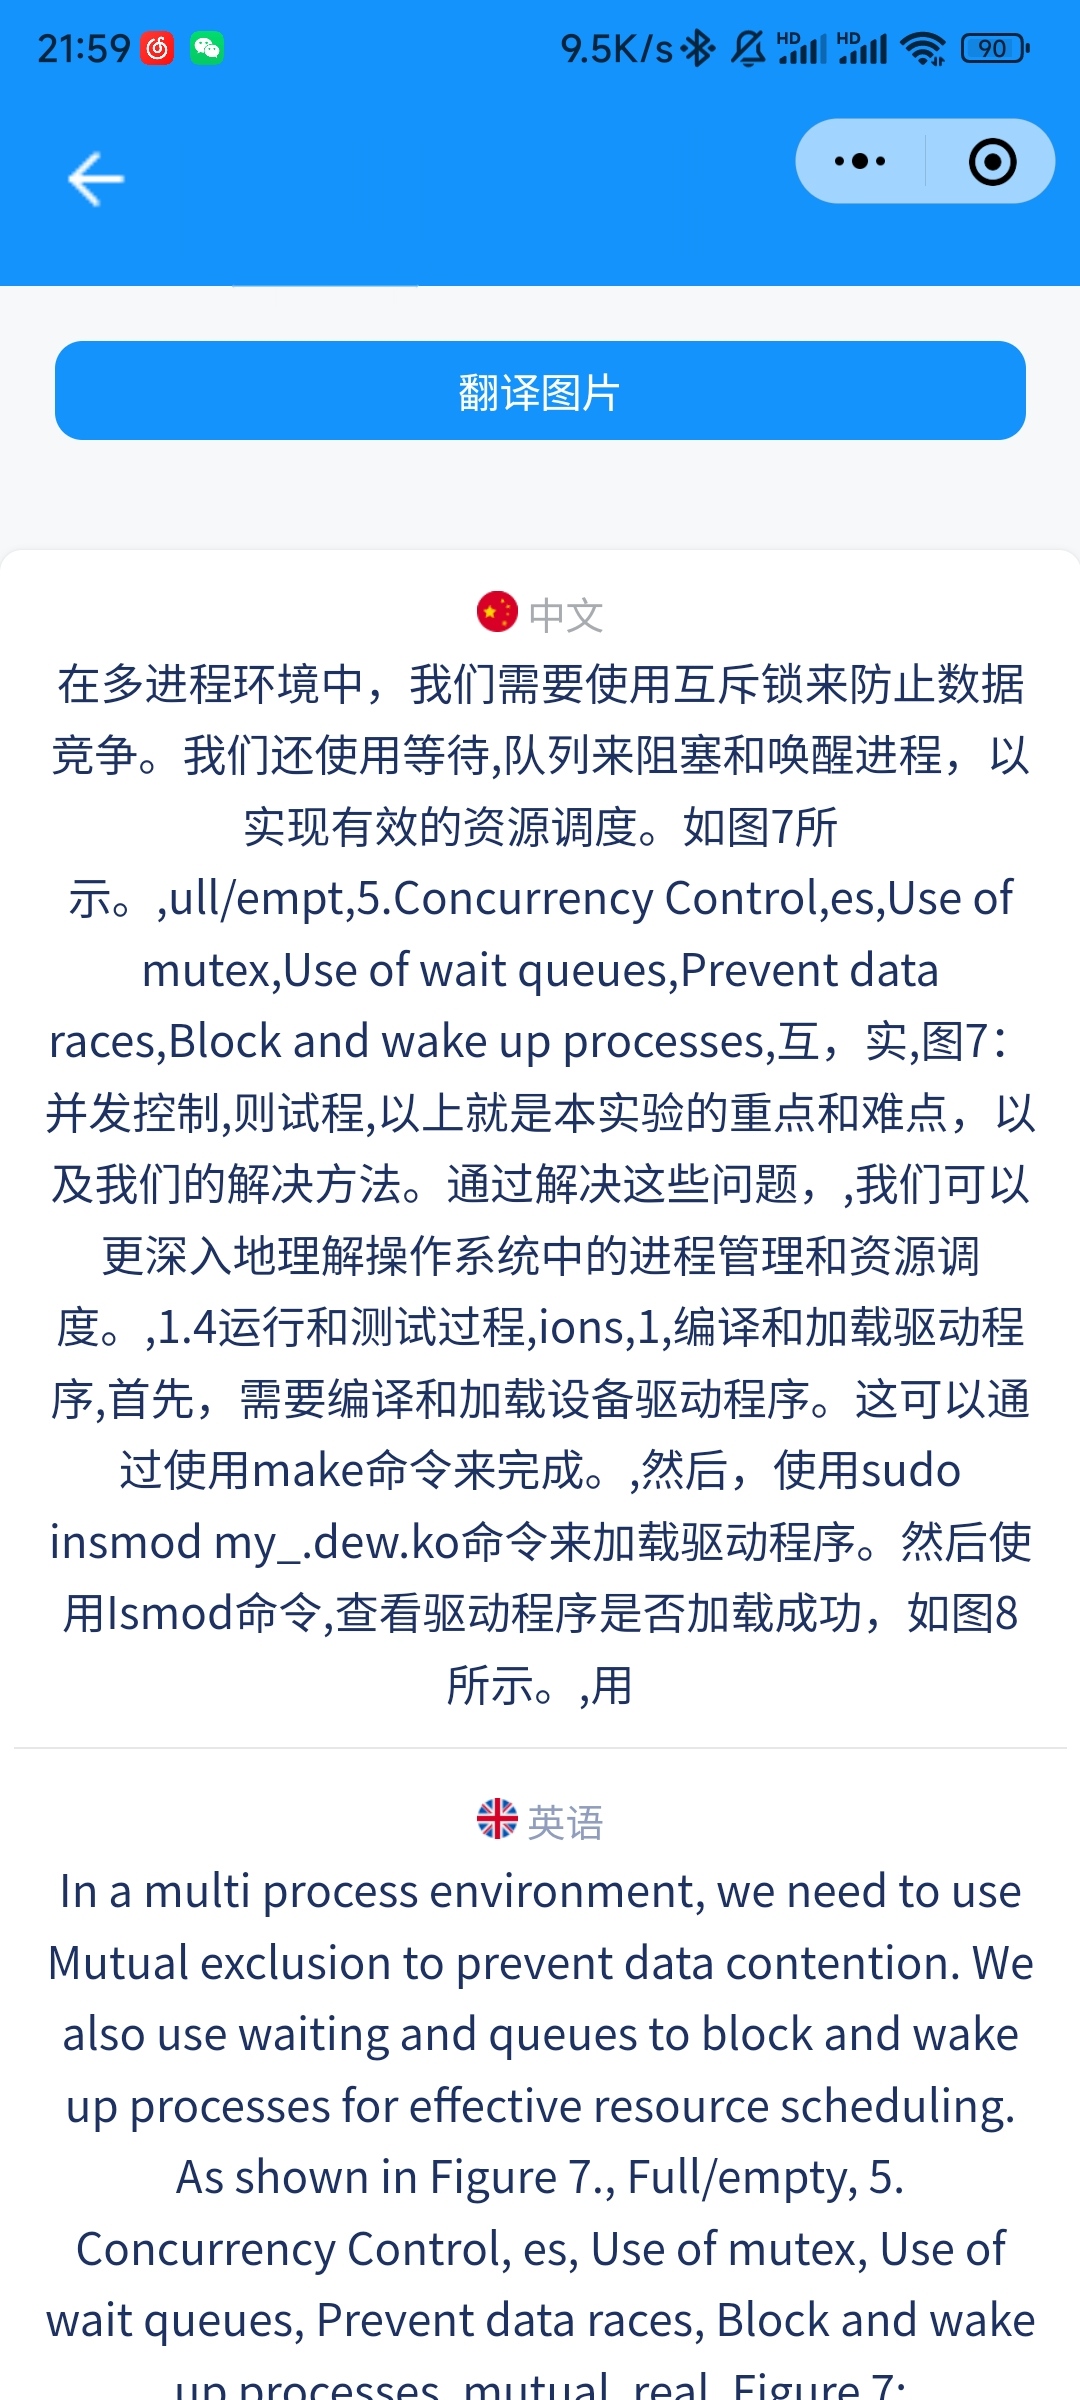 21:59
9.5K/s HD HD 90
翻译图片
中文
在多进程环境中，我们需要使用互斥锁来防止数据
竞争。我们还使用等待,队列来阻塞和唤醒进程，以
实现有效的资源调度。如图7所
示。,ull/empt,5.Concurrency Control,es,Use of
mutex,Use of wait queues,Prevent data
races,Block and wake up processes,互，实,图7：
并发控制,则试程,以上就是本实验的重点和难点，以
及我们的解决方法。通过解决这些问题，,我们可以
更深入地理解操作系统中的进程管理和资源调
度。,1.4运行和测试过程,ions,1,编译和加载驱动程
序,首先，需要编译和加载设备驱动程序。这可以通
过使用make命令来完成。,然后，使用sudo
insmod my_.dew.ko命令来加载驱动程序。然后使
用Ismod命令,查看驱动程序是否加载成功，如图8
所示。,用
英语
In a multi process environment, we need to use
Mutual exclusion to prevent data contention. We
also use waiting and queues to block and wake
up processes for effective resource scheduling.
As shown in Figure 7., Full/empty, 5.
Concurrency Control, es, Use of mutex, Use of
wait queues, Prevent data races, Block and wake
up processes, mutual, real, Figure 7: